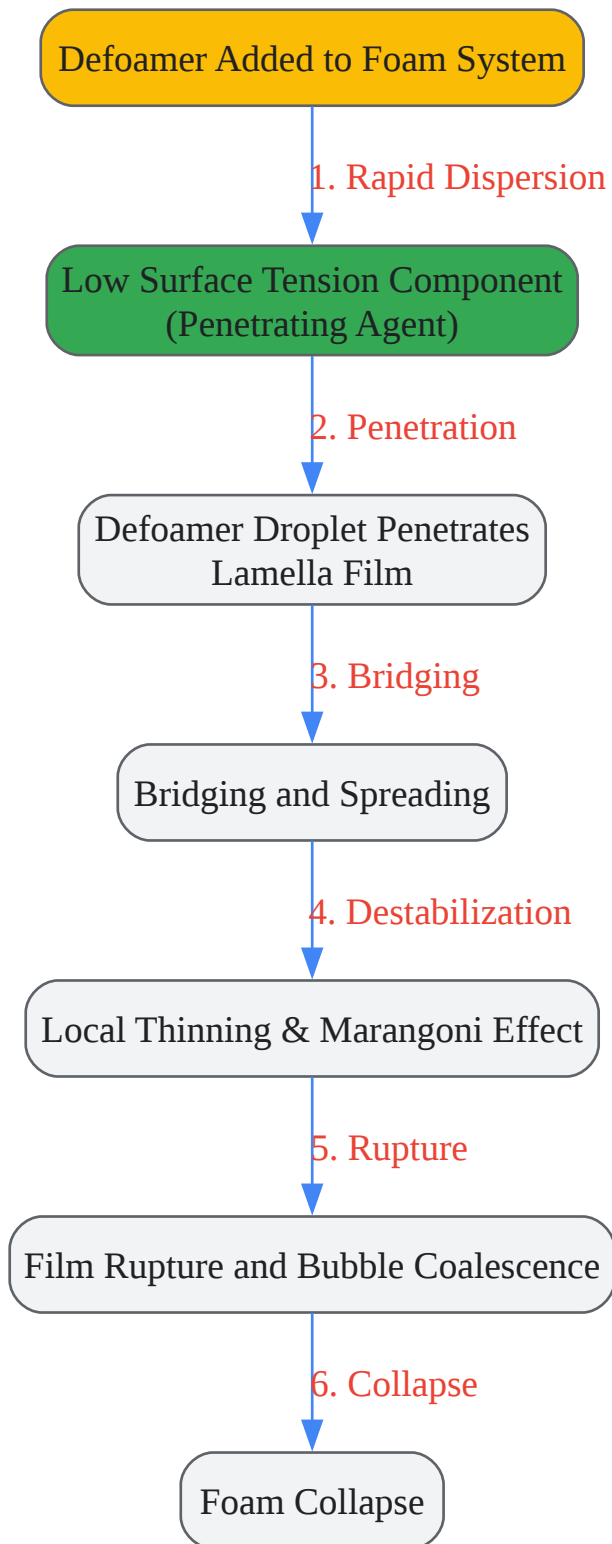 Defoamer Added to Foam System
1. Rapid Dispersion
Low Surface Tension Component
(Penetrating Agent)
2. Penetration
Defoamer Droplet Penetrates
Lamella Film
3. Bridging
Bridging and Spreading
4. Destabilization
Local Thinning & Marangoni Effect
5. Rupture
Film Rupture and Bubble Coalescence
6. Collapse
Foam Collapse